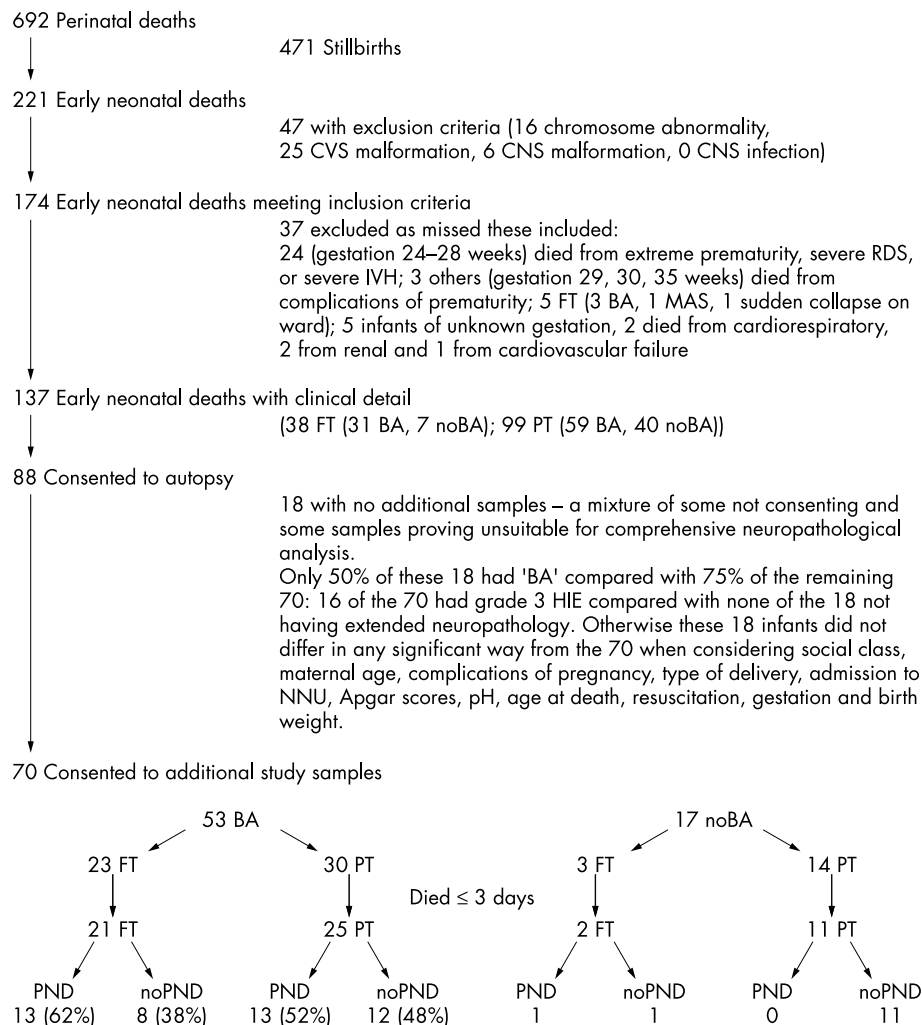 692 Perinatal deaths
471 Stillbirths
221 Early neonatal deaths
47 with exclusion criteria (16 chromosome abnormality,
25 CVS malformation, 6 CNS malformation, 0 CNS infection)
174 Early neonatal deaths meeting inclusion criteria
37 excluded as missed these included:
24 (gestation 24–28 weeks) died from extreme prematurity, severe RDS,
or severe IVH; 3 others (gestation 29, 30, 35 weeks) died from
complications of prematurity; 5 FT (3 BA, 1 MAS, 1 sudden collapse on
ward); 5 infants of unknown gestation, 2 died from cardiorespiratory,
2 from renal and 1 from cardiovascular failure
137 Early neonatal deaths with clinical detail
(38 FT (31 BA, 7 noBA); 99 PT (59 BA, 40 noBA))
88 Consented to autopsy
18 with no additional samples – a mixture of some not consenting and
some samples proving unsuitable for comprehensive neuropathological
analysis.
Only 50% of these 18 had 'BA' compared with 75% of the remaining
70: 16 of the 70 had grade 3 HIE compared with none of the 18 not
having extended neuropathology. Otherwise these 18 infants did not
differ in any significant way from the 70 when considering social class,
maternal age, complications of pregnancy, type of delivery, admission to
NNU, Apgar scores, pH, age at death, resuscitation, gestation and birth
weight.
70 Consented to additional study samples
53 BA 17 noBA
23 FT 30 PT 3 FT 14 PT
Died ≤ 3 days
21 FT 25 PT 2 FT 11 PT
PND noPND PND noPND PND noPND PND noPND
13 (62%) 8 (38%) 13 (52%) 12 (48%) 1 1 0 11